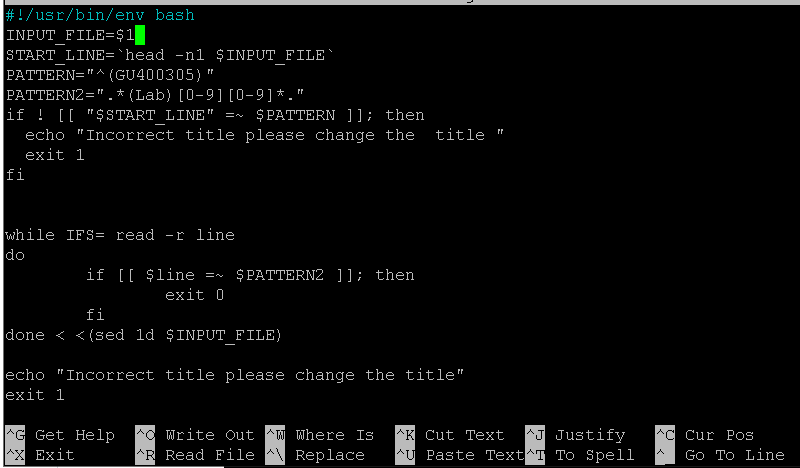 #!/usr/bin/env bash
INPUT_FILE=$1
START_LINE=`head -n1 $INPUT_FILE`
PATTERN="^(GU400305)"
PATTERN2=".*(Lab)[0-9][0-9]*."
if ! [[ "$START_LINE" =~ $PATTERN ]]; then
  echo "Incorrect title please change the  title "
  exit 1
fi
while IFS= read -r line
do
        if [[ $line =~ $PATTERN2 ]]; then
                exit 0
        fi
done < <(sed 1d $INPUT_FILE)
echo "Incorrect title please change the title"
exit 1
^G Get Help  ^O Write Out ^W Where Is  ^K Cut Text  ^J Justify   ^C Cur Pos
^X Exit      ^R Read File ^\ Replace   ^U Paste Text^T To Spell  ^_ Go To Line